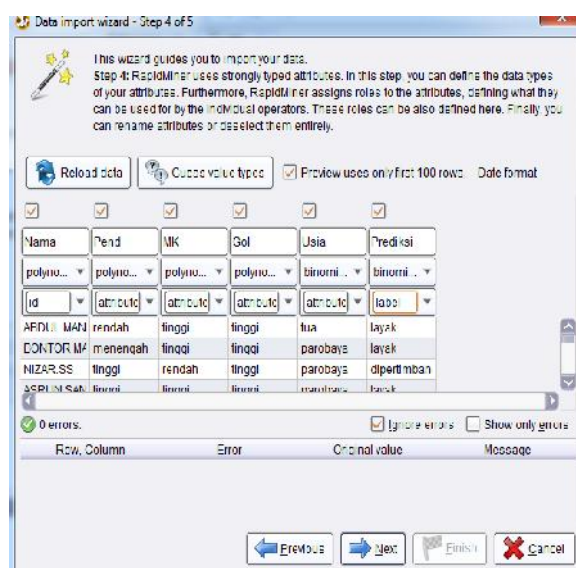 Data import wizard - Step 4 of 5
This wizard guides you to import your data.
Step 4: RapidMiner uses strongly typed attributes. In this step, you can define the data types
of your attributes. Furthermore, RapidMiner assigns roles to the attributes, defining what they
can be used for by the individual operators. These roles can be also defined here. Finally, you
can rename attributes or deselect them entirely.
Reload data Guess value types Preview uses only first 100 rows. Date format
Nama Pend MK Gol Usia Prediksi
polyno... polyno... polyno... polyno... binomi... binomi...
id attribute attribute attribute attribute label
ABDUL MAN rendah tinggi tinggi tua layak
menengah tinggi tinggi parobaya layak
NIZAR.SS tinggi rendah tinggi parobaya dipertimban
tinggi tinggi tinggi parobaya layak
0 errors. Ignore errors Show only errors
Row, Column Error Original value Message
Previous Next Finish Cancel